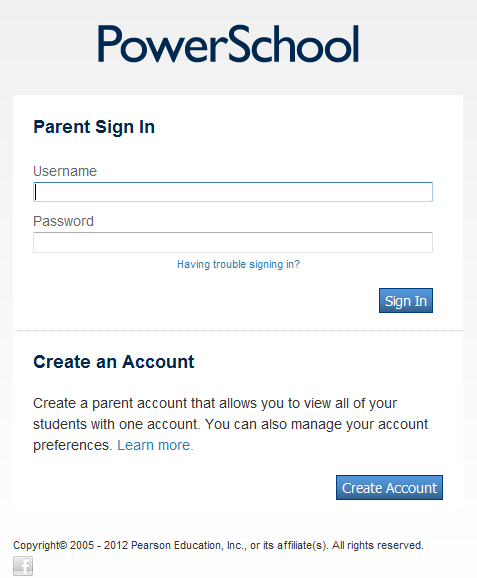 PowerSchool
Parent Sign In
Username
Password
Having trouble signing in?
Sign In
Create an Account
Create a parent account that allows you to view all of your
students with one account. You can also manage your account
preferences. Learn more.
Create Account
Copyright© 2005 - 2012 Pearson Education, Inc., or its affiliate(s). All rights reserved.